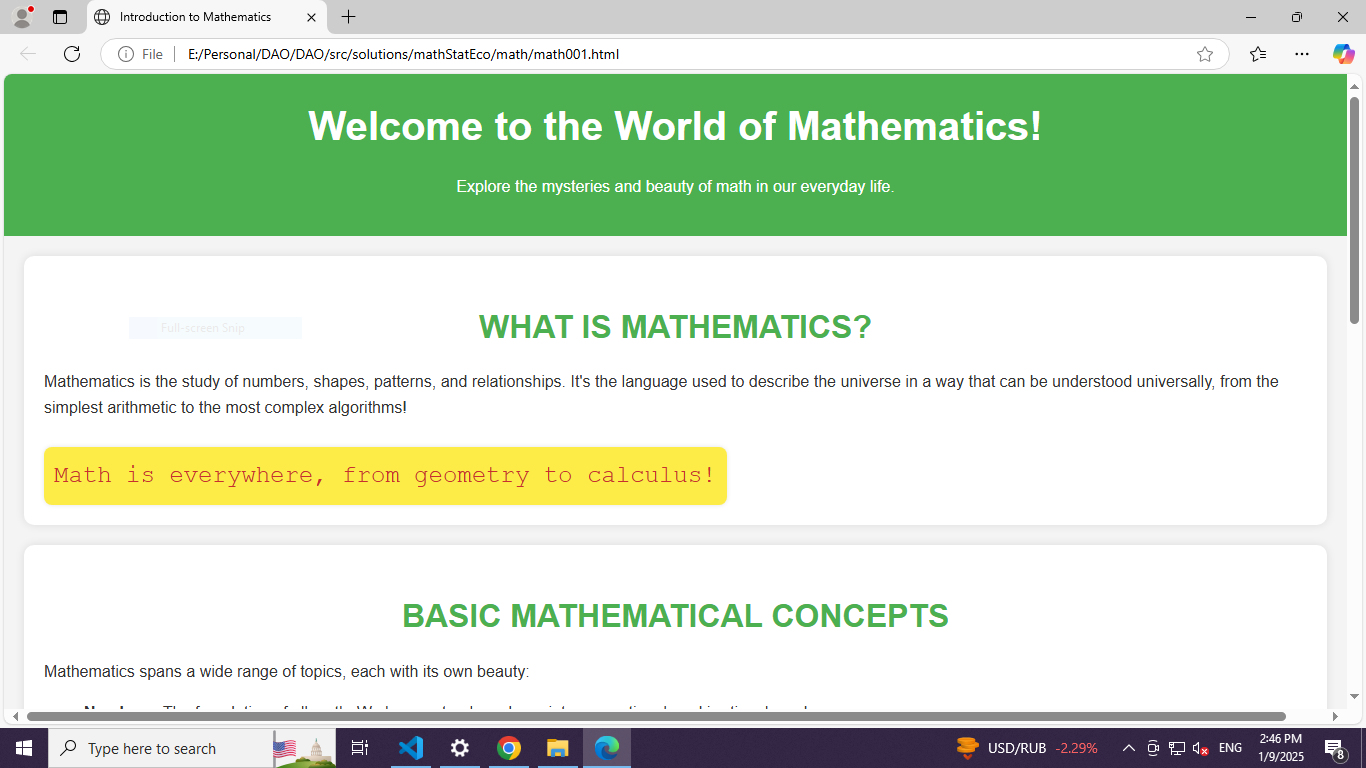 Introduction to Mathematics
File
E:/Personal/DAO/DAO/src/solutions/mathStatEco/math/math001.html
Welcome to the World of Mathematics!
Explore the mysteries and beauty of math in our everyday life.
Full-screen Snip
WHAT IS MATHEMATICS?
Mathematics is the study of numbers, shapes, patterns, and relationships. It's the language used to describe the universe in a way that can be understood universally, from the
simplest arithmetic to the most complex algorithms!
Math is everywhere, from geometry to calculus!
BASIC MATHEMATICAL CONCEPTS
Mathematics spans a wide range of topics, each with its own beauty:
Type here to search
USD/RUB -2.29%
ENG
2:46 PM
1/9/2025
8